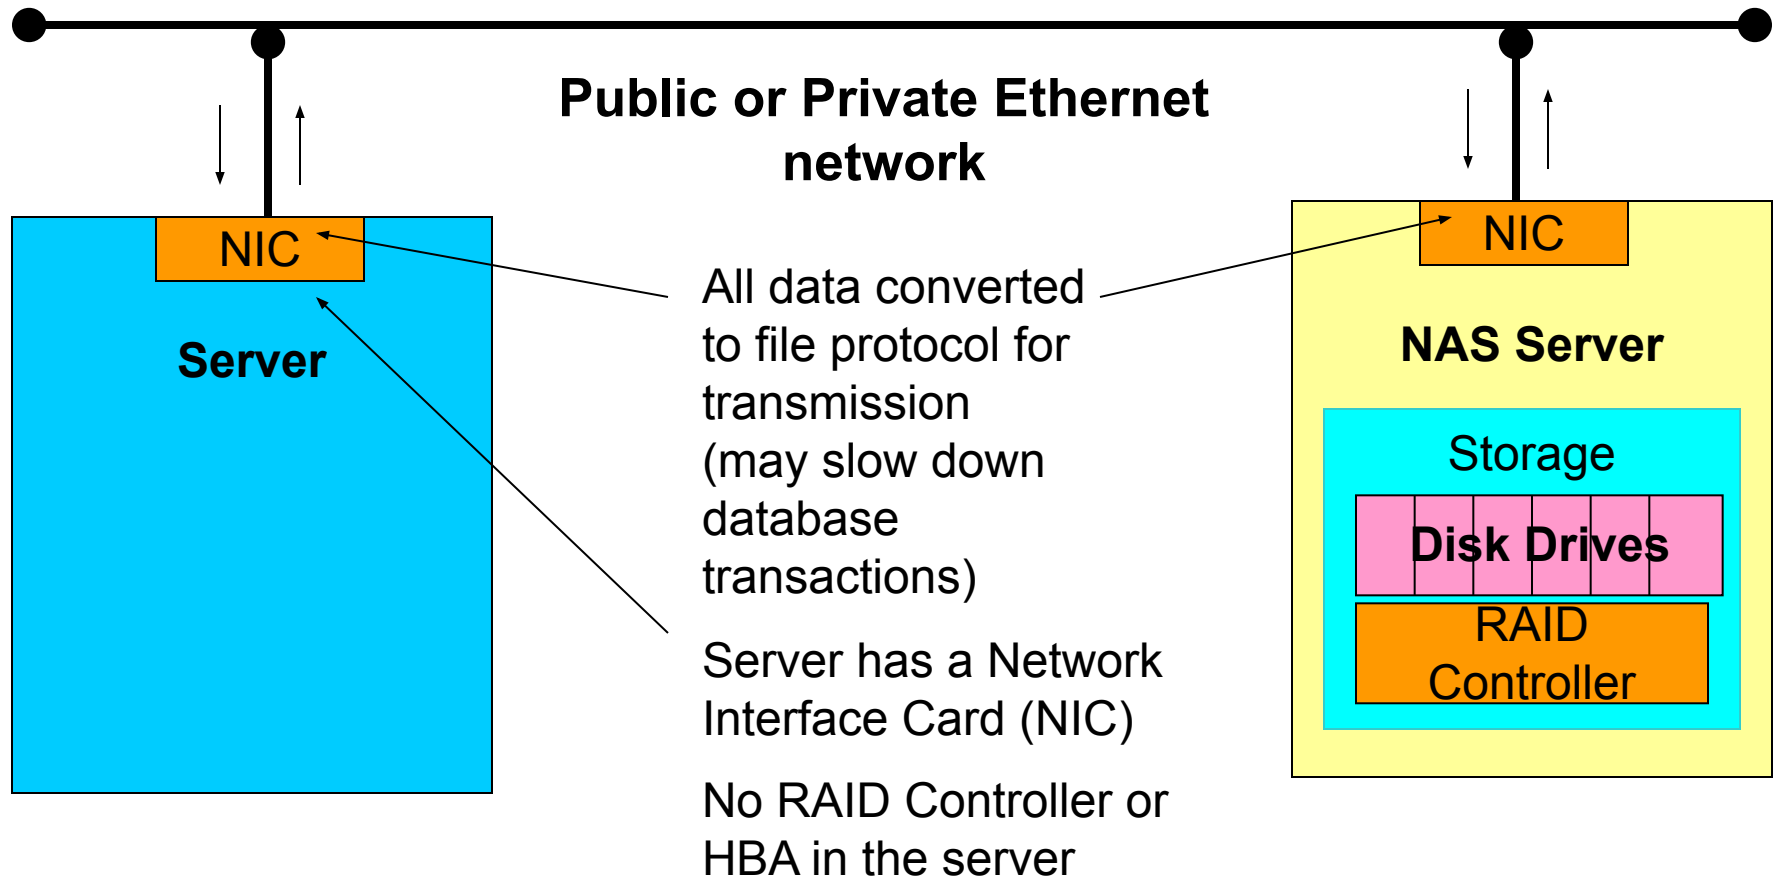 Public or Private Ethernet
network
NIC
Server
All data converted
to file protocol for
transmission
(may slow down
database
transactions)
Server has a Network
Interface Card (NIC)
No RAID Controller or
HBA in the server
NIC
NAS Server
Storage
Disk Drives
RAID
Controller